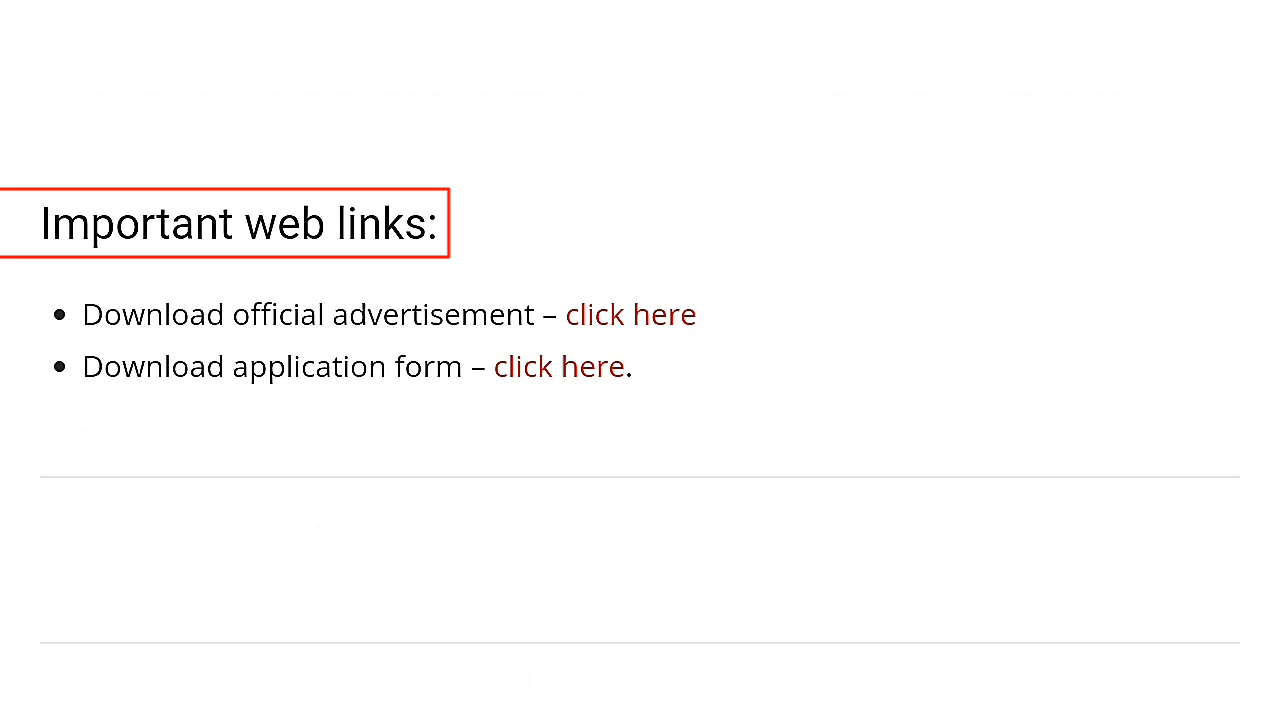 Important web links:
Download official advertisement – click here
Download application form – click here.